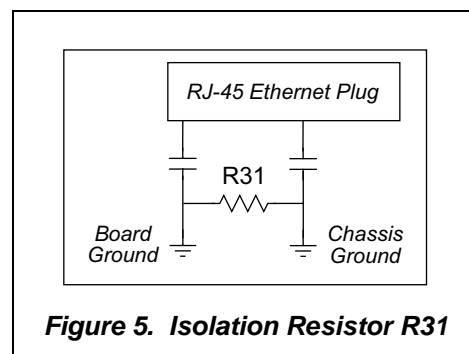 RJ-45 Ethernet Plug
R31
Board
Ground
Chassis
Ground
Figure 5. Isolation Resistor R31